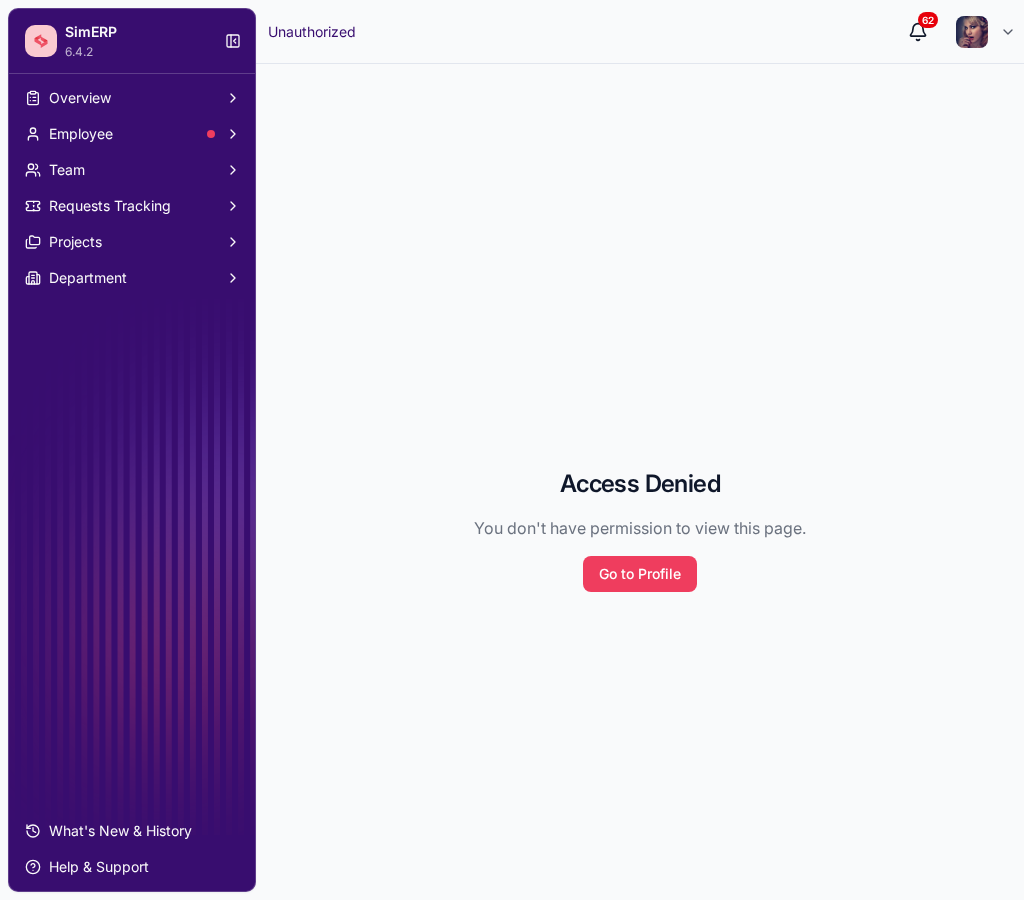 SimERP
6.4.2
Unauthorized
62
Overview
Employee
Team
Requests Tracking
Projects
Department
Access Denied
You don't have permission to view this page.
Go to Profile
What's New & History
Help & Support